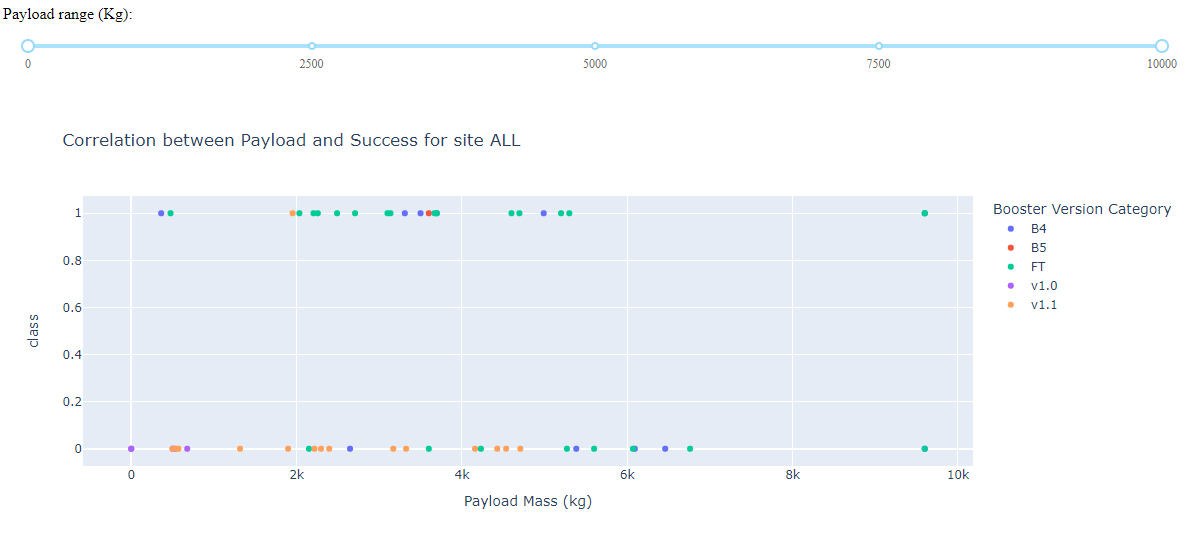 Payload range (Kg):
0 2500 5000 7500 10000
Correlation between Payload and Success for site ALL
Booster Version Category
B4
B5
FT
v1.0
v1.1
1
0.8
0.6
0.4
0.2
0
class
0 2k 4k 6k 8k 10k
Payload Mass (kg)